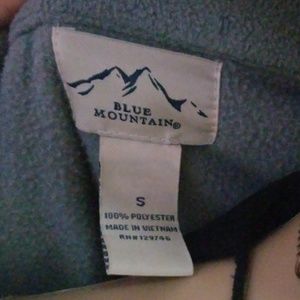 BLUE
MOUNTAIN®
S
100% POLYESTER
MADE IN VIETNAM
RN#129746